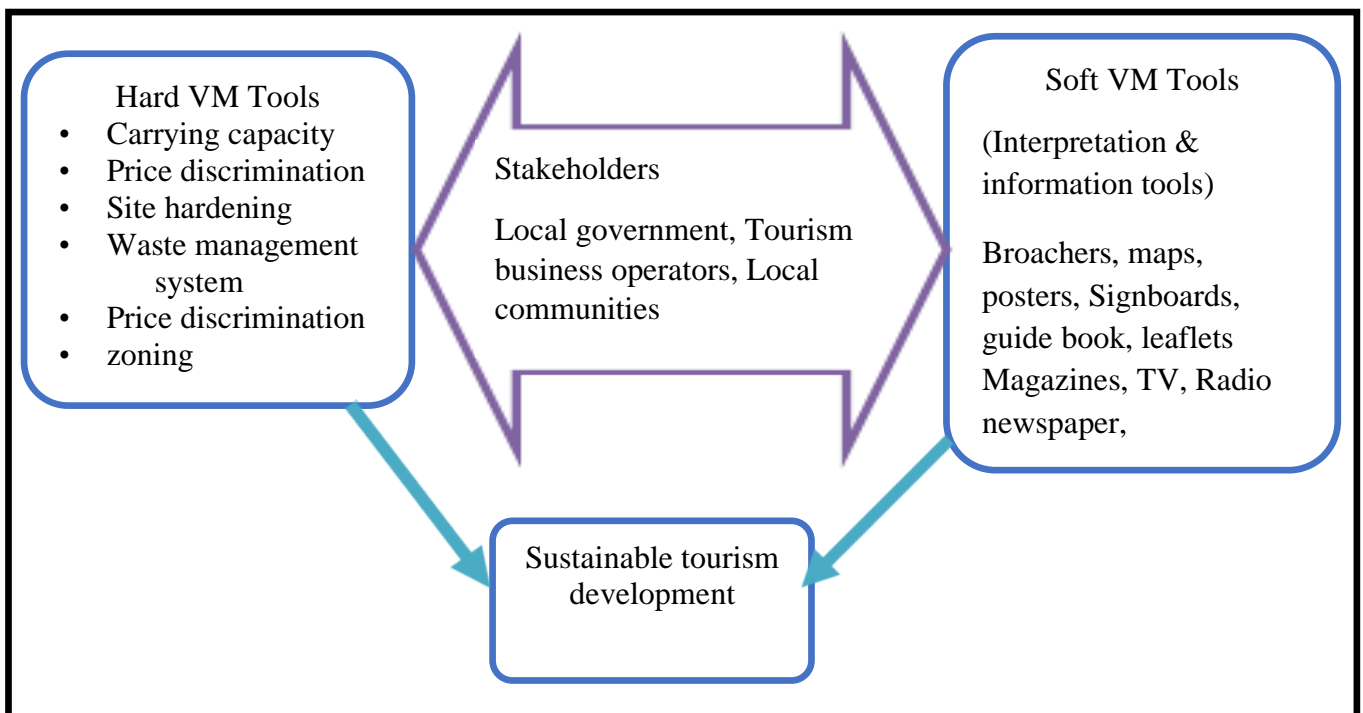 Hard VM Tools
• Carrying capacity
• Price discrimination
• Site hardening
• Waste management
system
• Price discrimination
• zoning
Stakeholders
Local government, Tourism
business operators, Local
communities
Soft VM Tools
(Interpretation &
information tools)
Broachers, maps,
posters, Signboards,
guide book, leaflets
Magazines, TV, Radio
newspaper,
Sustainable tourism
development